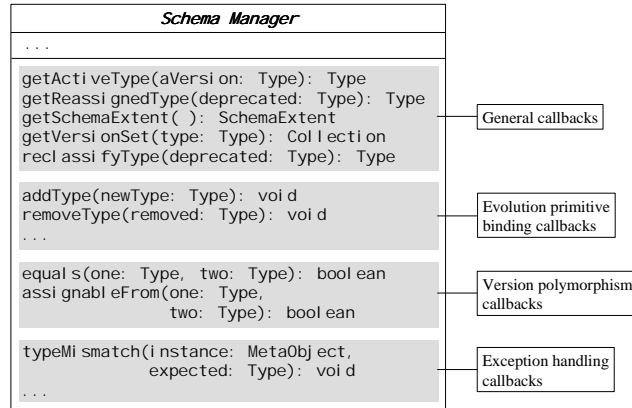 Schema Manager
...
getActiveType(aVersion: Type): Type
getReassignedType(deprecated: Type): Type
getSchemaExtent( ): SchemaExtent
getVersionSet(type: Type): Collection
reclassifyType(deprecated: Type): Type
General callbacks
addType(newType: Type): void
removeType(removed: Type): void
...
Evolution primitive
binding callbacks
equals(one: Type, two: Type): boolean
assignableFrom(one: Type,
two: Type): boolean
Version polymorphism
callbacks
typeMismatch(instance: MetaObject,
expected: Type): void
...
Exception handling
callbacks